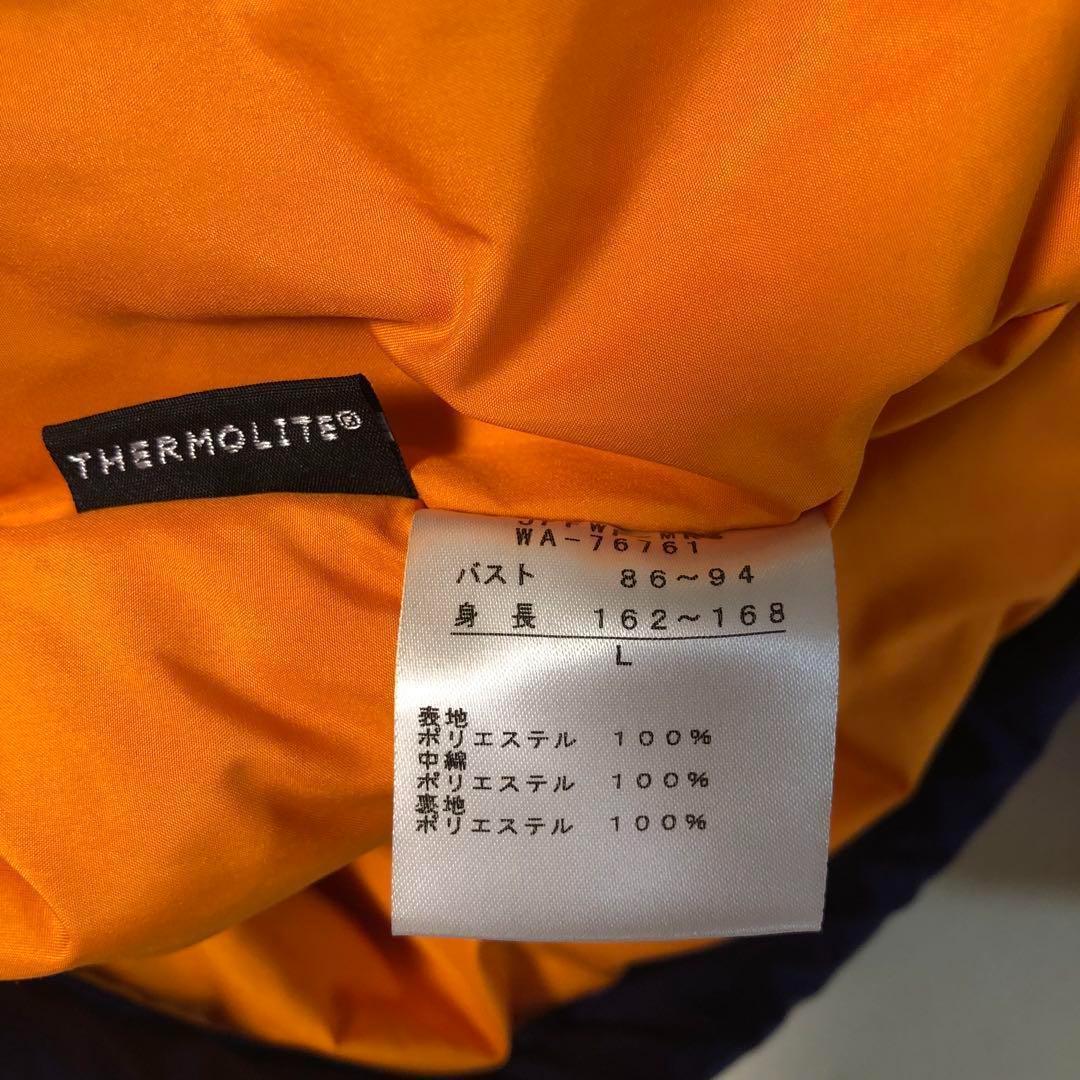 THERMOLITE®
WA-76761
バスト 86~94
身 長 162~168
L
表地
ポリエステル 100%
中綿
ポリエステル 100%
裏地
ポリエステル 100%